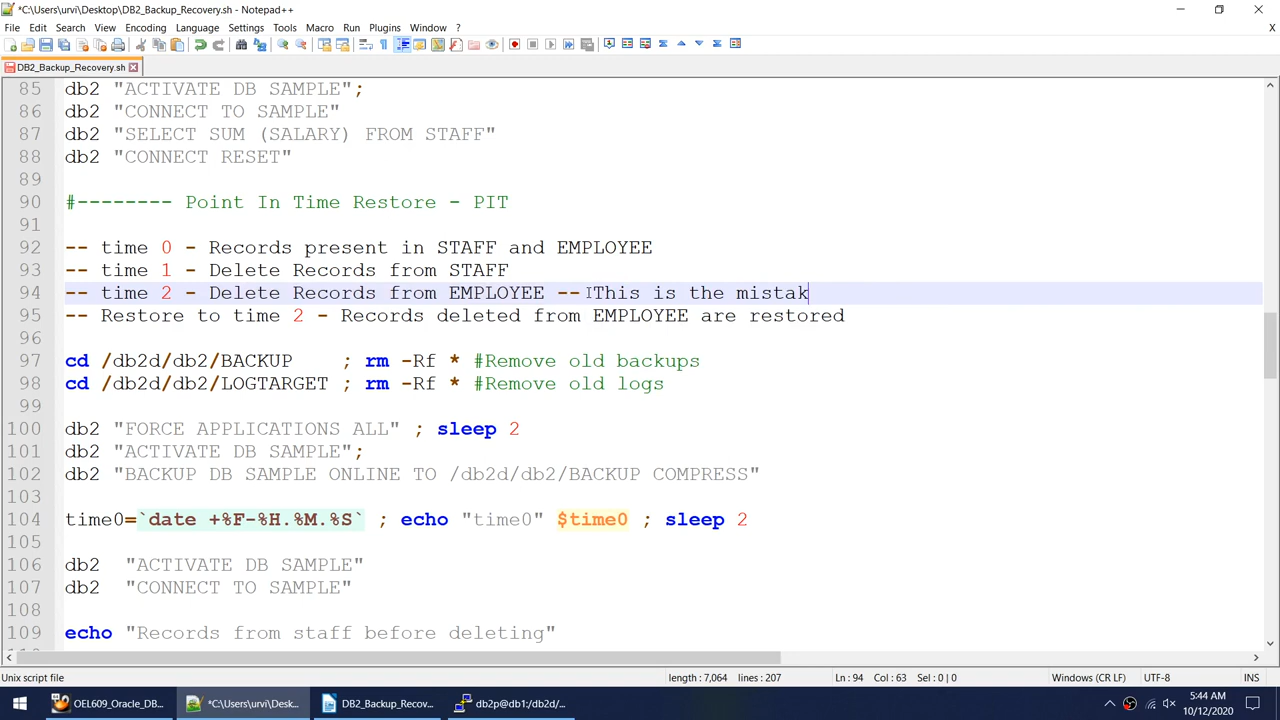 *C:\Users\urvi\Desktop\DB2_Backup_Recovery.sh - Notepad++
File Edit Search View Encoding Language Settings Tools Macro Run Plugins Window ? X
DB2_Backup_Recovery.sh
85 db2 "ACTIVATE DB SAMPLE";
86 db2 "CONNECT TO SAMPLE"
87 db2 "SELECT SUM (SALARY) FROM STAFF"
88 db2 "CONNECT RESET"
89
90 #-------- Point In Time Restore - PIT
91
92 -- time 0 - Records present in STAFF and EMPLOYEE
93 -- time 1 - Delete Records from STAFF
94 -- time 2 - Delete Records from EMPLOYEE -- This is the mistak
95 -- Restore to time 2 - Records deleted from EMPLOYEE are restored
96
97 cd /db2d/db2/BACKUP    ; rm -Rf * #Remove old backups
98 cd /db2d/db2/LOGTARGET ; rm -Rf * #Remove old logs
99
100 db2 "FORCE APPLICATIONS ALL" ; sleep 2
101 db2 "ACTIVATE DB SAMPLE";
102 db2 "BACKUP DB SAMPLE ONLINE TO /db2d/db2/BACKUP COMPRESS"
103
104 time0=`date +%F-%H.%M.%S` ; echo "time0" $time0 ; sleep 2
105
106 db2  "ACTIVATE DB SAMPLE"
107 db2  "CONNECT TO SAMPLE"
108
109 echo "Records from staff before deleting"
Unix script file length : 7,064 lines : 207 Ln : 94 Col : 63 Sel : 0 | 0 Windows (CR LF) UTF-8 INS
OEL609_Oracle_DB... *C:\Users\urvi\Desk... DB2_Backup_Recov... db2p@db1:/db2d/db... 5:44 AM
10/12/2020